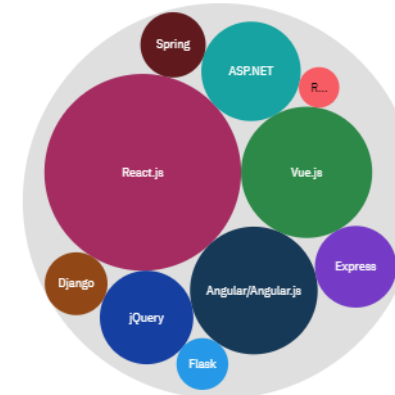 Spring
ASP.NET
R...
React.js
Vue.js
Express
Django
Angular/Angular.js
jQuery
Flask